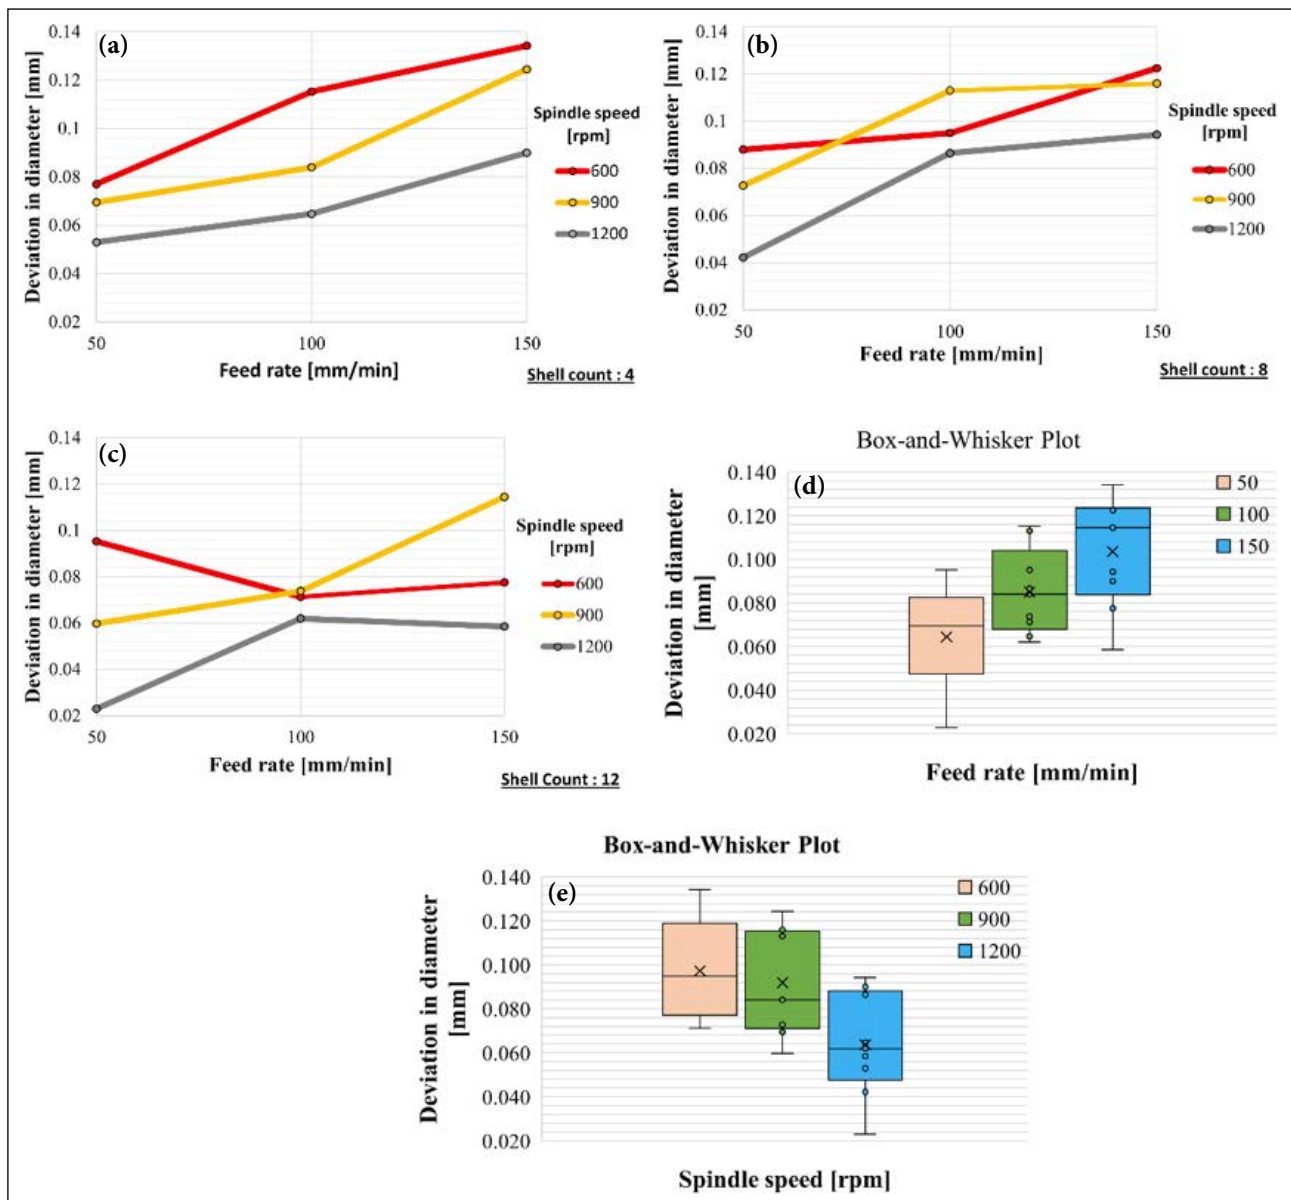 (a)
Deviation in diameter [mm]
0.14
0.12
0.1
0.08
0.06
0.04
0.02
50
100
150
Feed rate [mm/min]
Spindle speed
[rpm]
600
900
1200
Shell count : 4
(b)
Deviation in diameter [mm]
0.14
0.12
0.1
0.08
0.06
0.04
0.02
50
100
150
Feed rate [mm/min]
Spindle speed
[rpm]
600
900
1200
Shell count : 8
(c)
Deviation in diameter [mm]
0.14
0.12
0.1
0.08
0.06
0.04
0.02
50
100
150
Feed rate [mm/min]
Spindle speed
[rpm]
600
900
1200
Shell Count : 12
Box-and-Whisker Plot
(d)
Deviation in diameter
[mm]
0.140
0.120
0.100
0.080
0.060
0.040
0.020
50
100
150
Feed rate [mm/min]
Box-and-Whisker Plot
(e)
Deviation in diameter
[mm]
0.140
0.120
0.100
0.080
0.060
0.040
0.020
600
900
1200
Spindle speed [rpm]